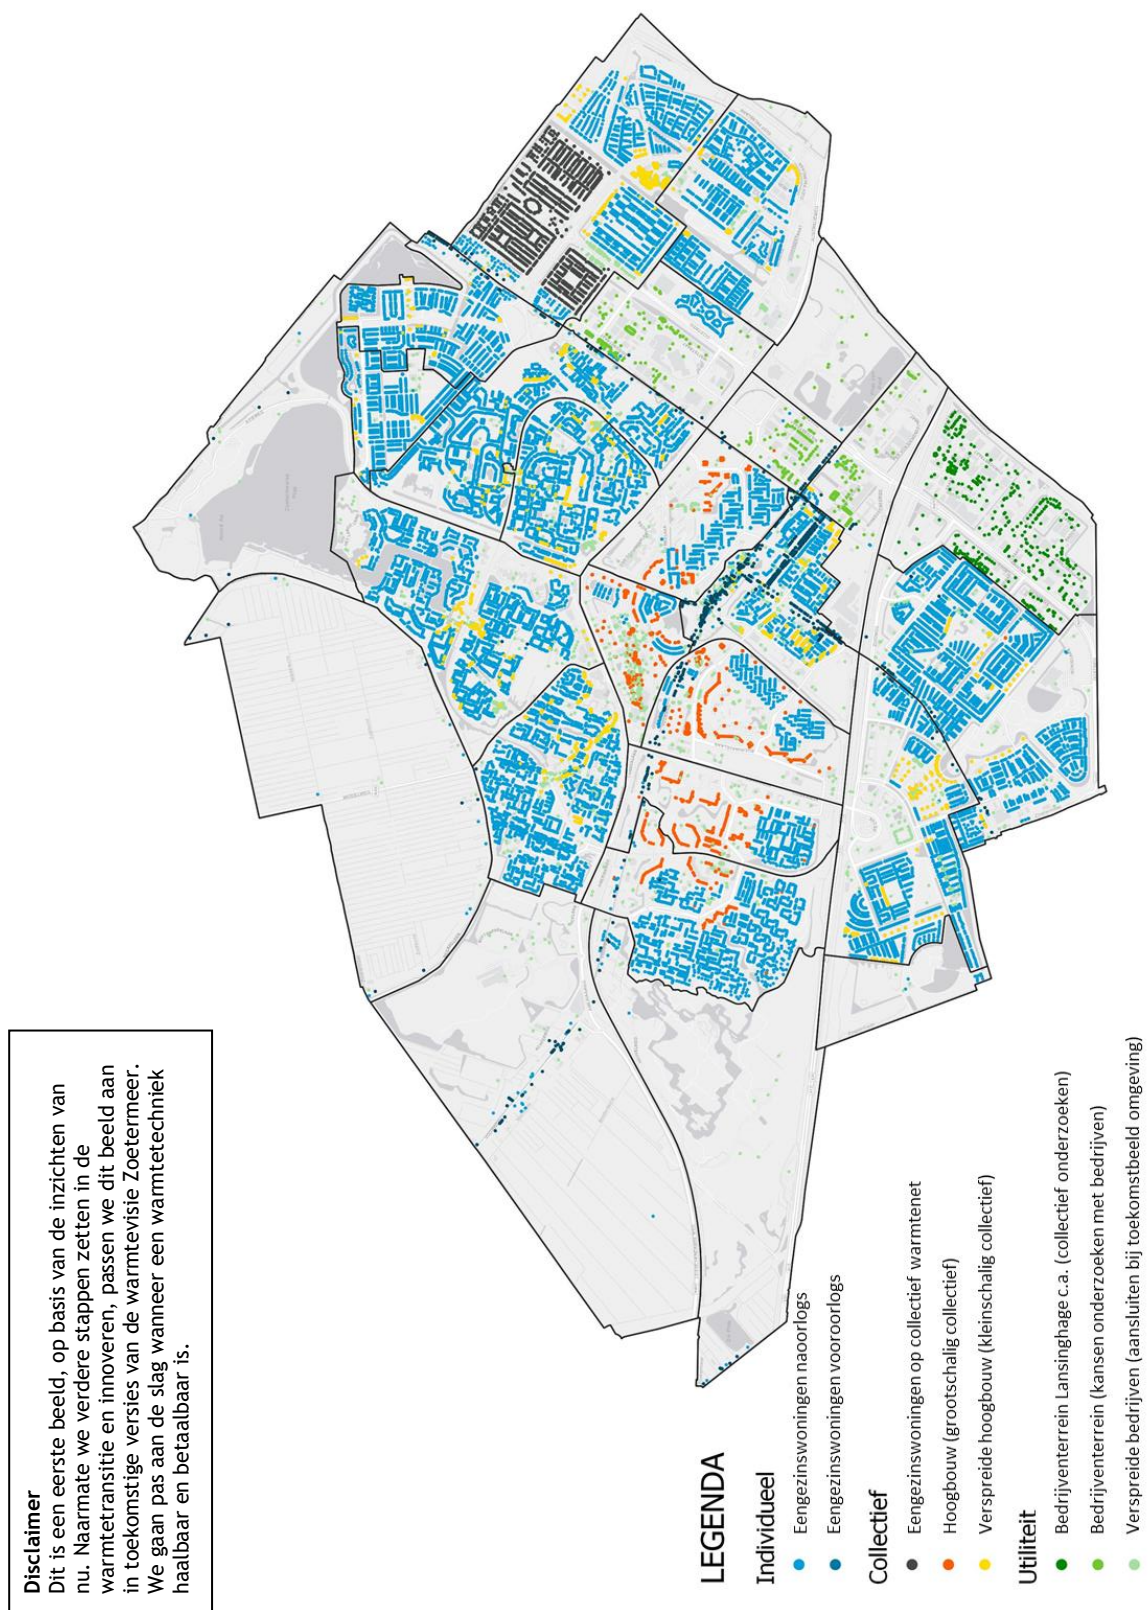 Disclaimer
Dit is een eerste beeld, op basis van de inzichten van
nu. Naarmate we verdere stappen zetten in de
warmtetransitie en innoveren, passen we dit beeld aan
in toekomstige versies van de warmtevisie Zoetermeer.
We gaan pas aan de slag wanneer een warmtetechniek
haalbaar en betaalbaar is.
LEGENDA
Individueel
Eengezinswoningen naoorlogs
Eengezinswoningen vooroorlogs
Collectief
Eengezinswoningen op collectief warmtenet
Hoogbouw (grootschalig collectief)
Verspreide hoogbouw (kleinschalig collectief)
Utiliteit
Bedrijventerrein Lansinghage c.a. (collectief onderzoeken)
Bedrijventerrein (kansen onderzoeken met bedrijven)
Verspreide bedrijven (aansluiten bij toekomstbeeld omgeving)